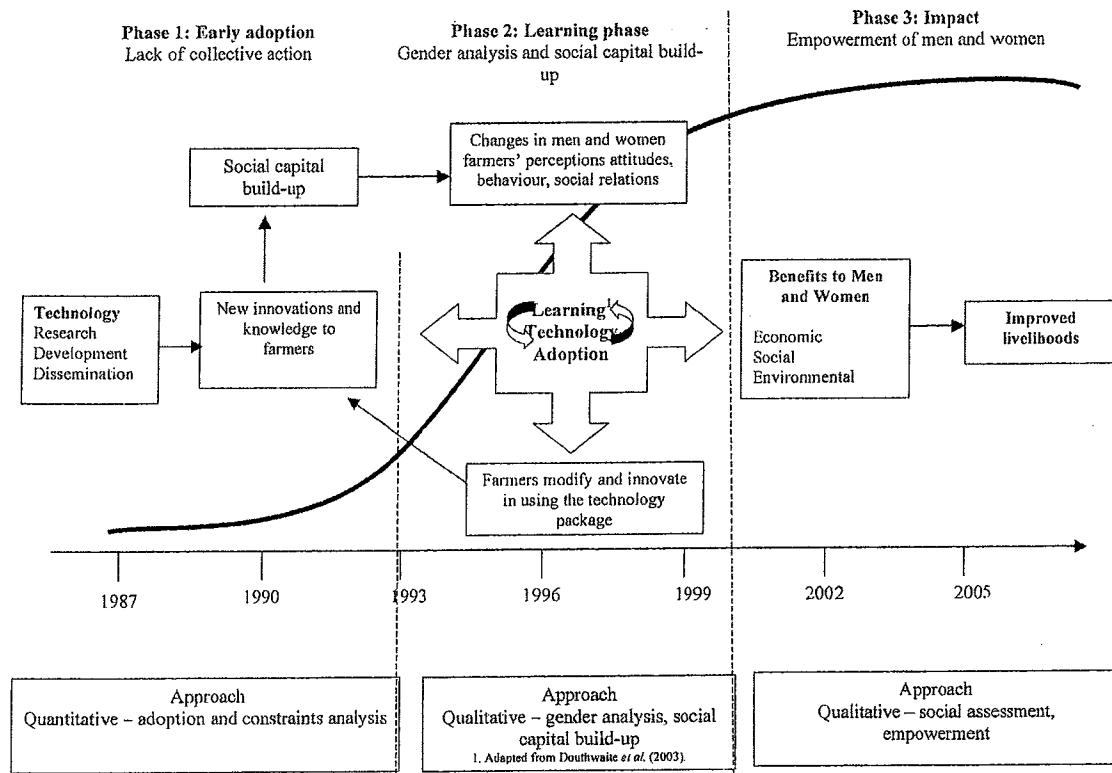 Phase 1: Early adoption
Lack of collective action
Phase 2: Learning phase
Gender analysis and social capital build-
up
Phase 3: Impact
Empowerment of men and women
Social capital
build-up
Changes in men and women
farmers' perceptions attitudes,
behaviour, social relations
Technology
Research
Development
Dissemination
New innovations and
knowledge to
farmers
Learning1
Technology
Adoption
Benefits to Men
and Women
Economic
Social
Environmental
Improved
livelihoods
Farmers modify and innovate
in using the technology
package
1987
1990
1993
1996
1999
2002
2005
Approach
Quantitative – adoption and constraints analysis
Approach
Qualitative – gender analysis, social
capital build-up
1. Adapted from Douthwaite et al. (2003).
Approach
Qualitative – social assessment,
empowerment